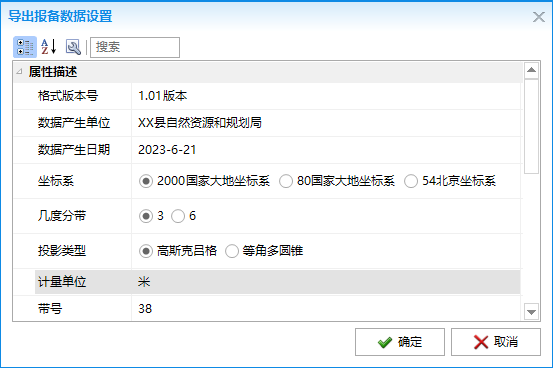 导出报备数据设置
搜索
属性描述
格式版本号 1.01版本
数据产生单位 XX县自然资源和规划局
数据产生日期 2023-6-21
坐标系 2000国家大地坐标系 80国家大地坐标系 54北京坐标系
几度分带 3 6
投影类型 高斯克吕格 等角多圆锥
计量单位 米
带号 38
确定 取消